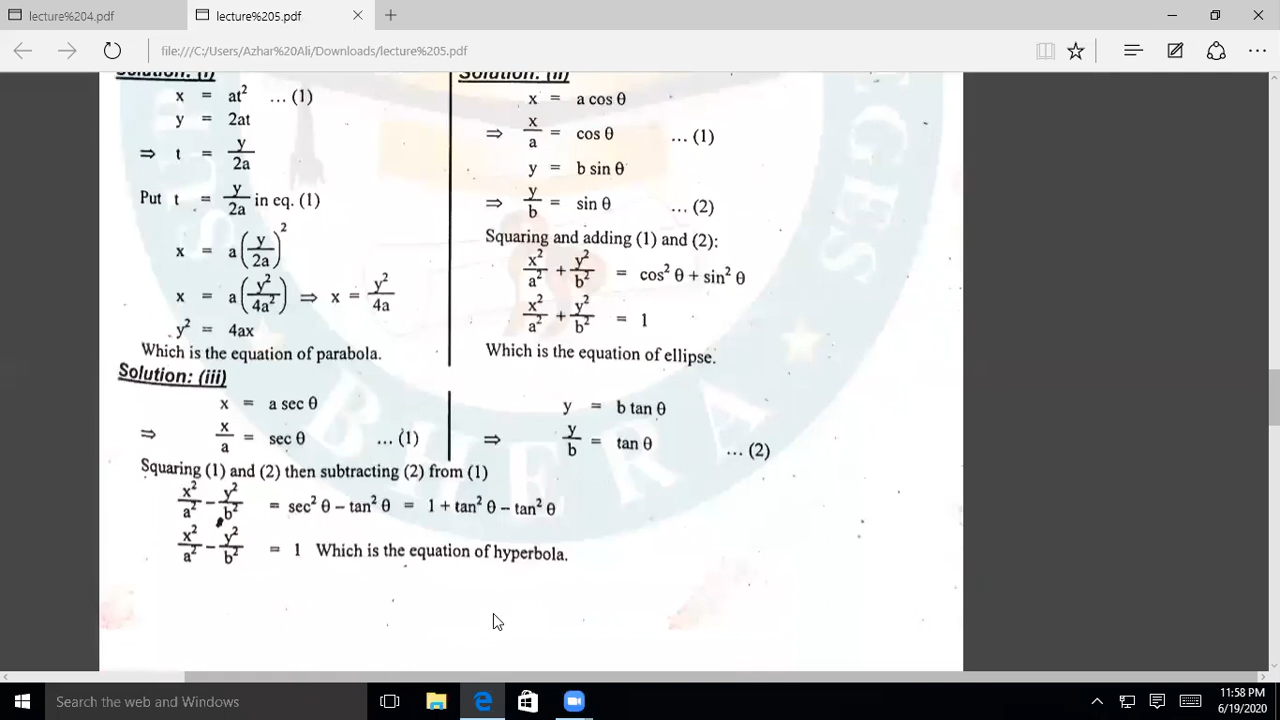 lecture%204.pdf
lecture%205.pdf
file:///C:/Users/Azhar%20Ali/Downloads/lecture%205.pdf
Solution: (i)
x = at² ... (1)
y = 2at
⇒ t = y/2a
Put t = y/2a in eq. (1)
x = a(y/2a)²
x = a(y²/4a²) ⇒ x = y²/4a
y² = 4ax
Which is the equation of parabola.
Solution: (ii)
x = a cos θ
⇒ x/a = cos θ ... (1)
y = b sin θ
⇒ y/b = sin θ ... (2)
Squaring and adding (1) and (2):
x²/a² + y²/b² = cos² θ + sin² θ
x²/a² + y²/b² = 1
Which is the equation of ellipse.
Solution: (iii)
x = a sec θ
⇒ x/a = sec θ ... (1)
y = b tan θ
⇒ y/b = tan θ ... (2)
Squaring (1) and (2) then subtracting (2) from (1)
x²/a² – y²/b² = sec² θ – tan² θ = 1 + tan² θ – tan² θ
x²/a² – y²/b² = 1 Which is the equation of hyperbola.
BHERA
GES
Search the web and Windows
11:58 PM
6/19/2020